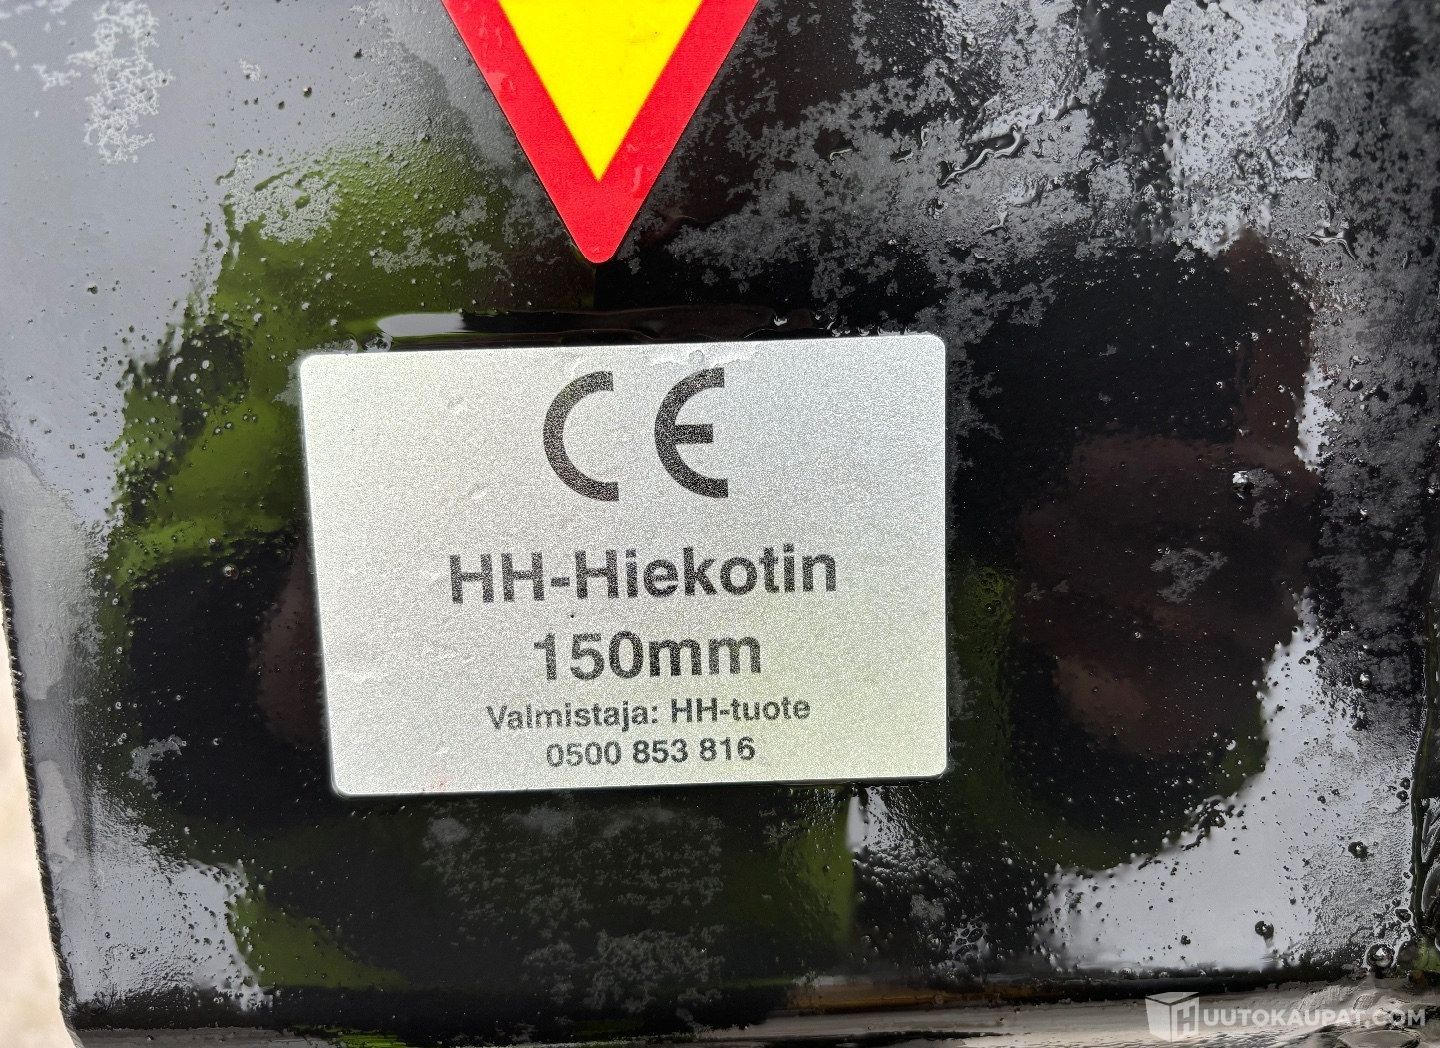 CE
HH-Hiekotin
150mm
Valmistaja: HH-tuote
0500 853 816
HUUTOKAUPAT.COM